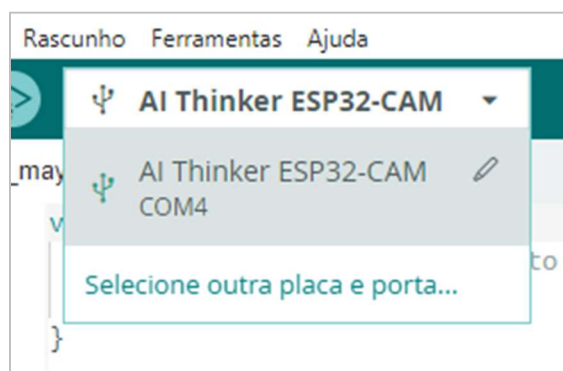 Rascunho Ferramentas Ajuda
AI Thinker ESP32-CAM
_may
AI Thinker ESP32-CAM
COM4
v
to
Selecione outra placa e porta...
}